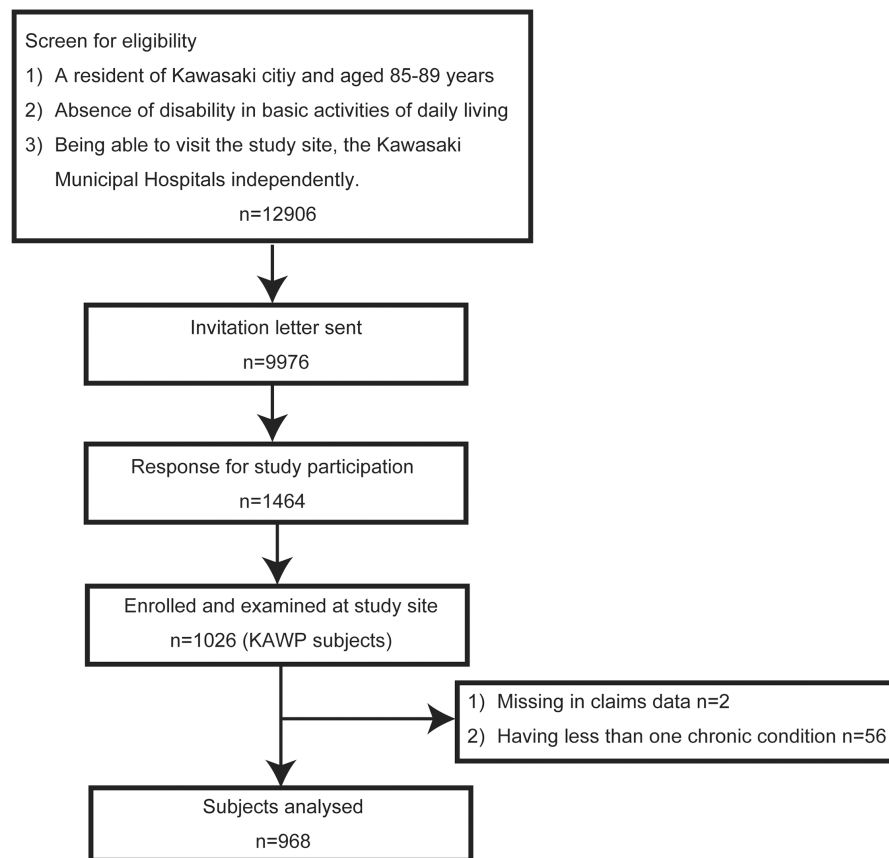 Screen for eligibility
1) A resident of Kawasaki citiy and aged 85-89 years
2) Absence of disability in basic activities of daily living
3) Being able to visit the study site, the Kawasaki
Municipal Hospitals independently.
n=12906
Invitation letter sent
n=9976
Response for study participation
n=1464
Enrolled and examined at study site
n=1026 (KAWP subjects)
1) Missing in claims data n=2
2) Having less than one chronic condition n=56
Subjects analysed
n=968